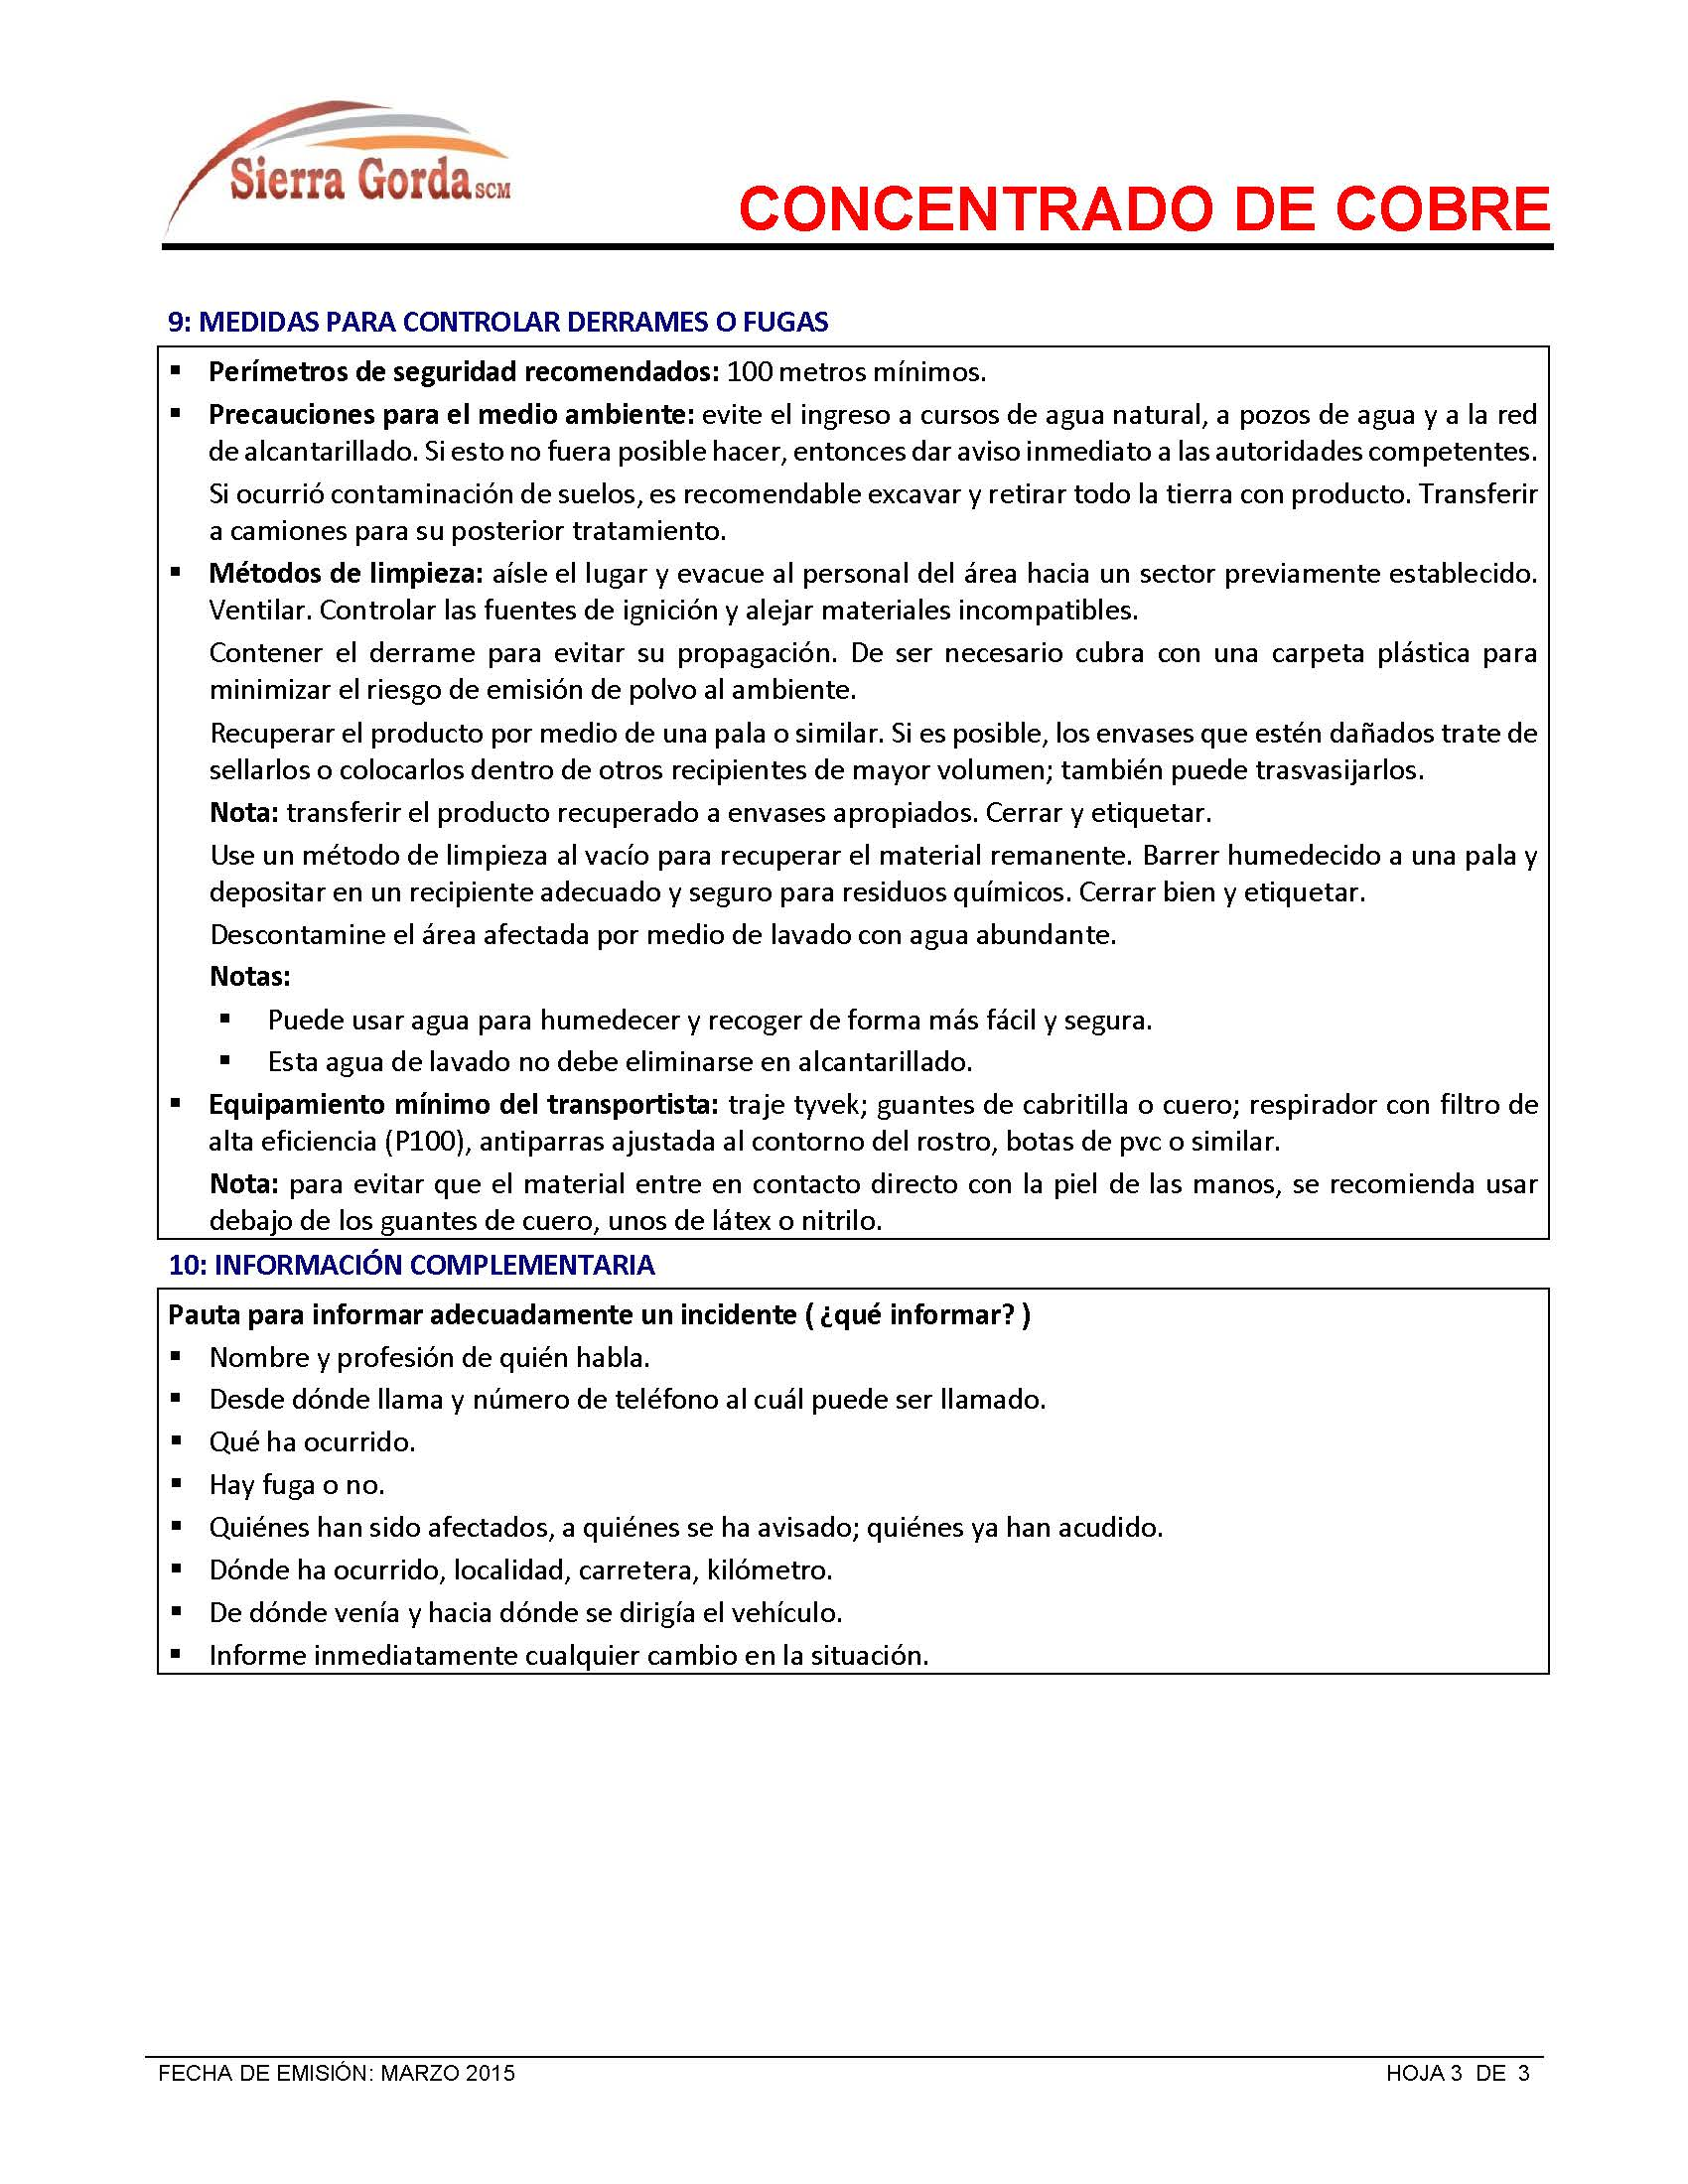 Sierra Gorda SCM
CONCENTRADO DE COBRE
9: MEDIDAS PARA CONTROLAR DERRAMES O FUGAS
▪ Perímetros de seguridad recomendados: 100 metros mínimos.
▪ Precauciones para el medio ambiente: evite el ingreso a cursos de agua natural, a pozos de agua y a la red
de alcantarillado. Si esto no fuera posible hacer, entonces dar aviso inmediato a las autoridades competentes.
Si ocurrió contaminación de suelos, es recomendable excavar y retirar todo la tierra con producto. Transferir
a camiones para su posterior tratamiento.
▪ Métodos de limpieza: aísle el lugar y evacue al personal del área hacia un sector previamente establecido.
Ventilar. Controlar las fuentes de ignición y alejar materiales incompatibles.
Contener el derrame para evitar su propagación. De ser necesario cubra con una carpeta plástica para
minimizar el riesgo de emisión de polvo al ambiente.
Recuperar el producto por medio de una pala o similar. Si es posible, los envases que estén dañados trate de
sellarlos o colocarlos dentro de otros recipientes de mayor volumen; también puede trasvasijarlos.
Nota: transferir el producto recuperado a envases apropiados. Cerrar y etiquetar.
Use un método de limpieza al vacío para recuperar el material remanente. Barrer humedecido a una pala y
depositar en un recipiente adecuado y seguro para residuos químicos. Cerrar bien y etiquetar.
Descontamine el área afectada por medio de lavado con agua abundante.
Notas:
▪ Puede usar agua para humedecer y recoger de forma más fácil y segura.
▪ Esta agua de lavado no debe eliminarse en alcantarillado.
▪ Equipamiento mínimo del transportista: traje tyvek; guantes de cabritilla o cuero; respirador con filtro de
alta eficiencia (P100), antiparras ajustada al contorno del rostro, botas de pvc o similar.
Nota: para evitar que el material entre en contacto directo con la piel de las manos, se recomienda usar
debajo de los guantes de cuero, unos de látex o nitrilo.
10: INFORMACIÓN COMPLEMENTARIA
Pauta para informar adecuadamente un incidente ( ¿qué informar? )
▪ Nombre y profesión de quién habla.
▪ Desde dónde llama y número de teléfono al cuál puede ser llamado.
▪ Qué ha ocurrido.
▪ Hay fuga o no.
▪ Quiénes han sido afectados, a quiénes se ha avisado; quiénes ya han acudido.
▪ Dónde ha ocurrido, localidad, carretera, kilómetro.
▪ De dónde venía y hacia dónde se dirigía el vehículo.
▪ Informe inmediatamente cualquier cambio en la situación.
FECHA DE EMISIÓN: MARZO 2015
HOJA 3 DE 3